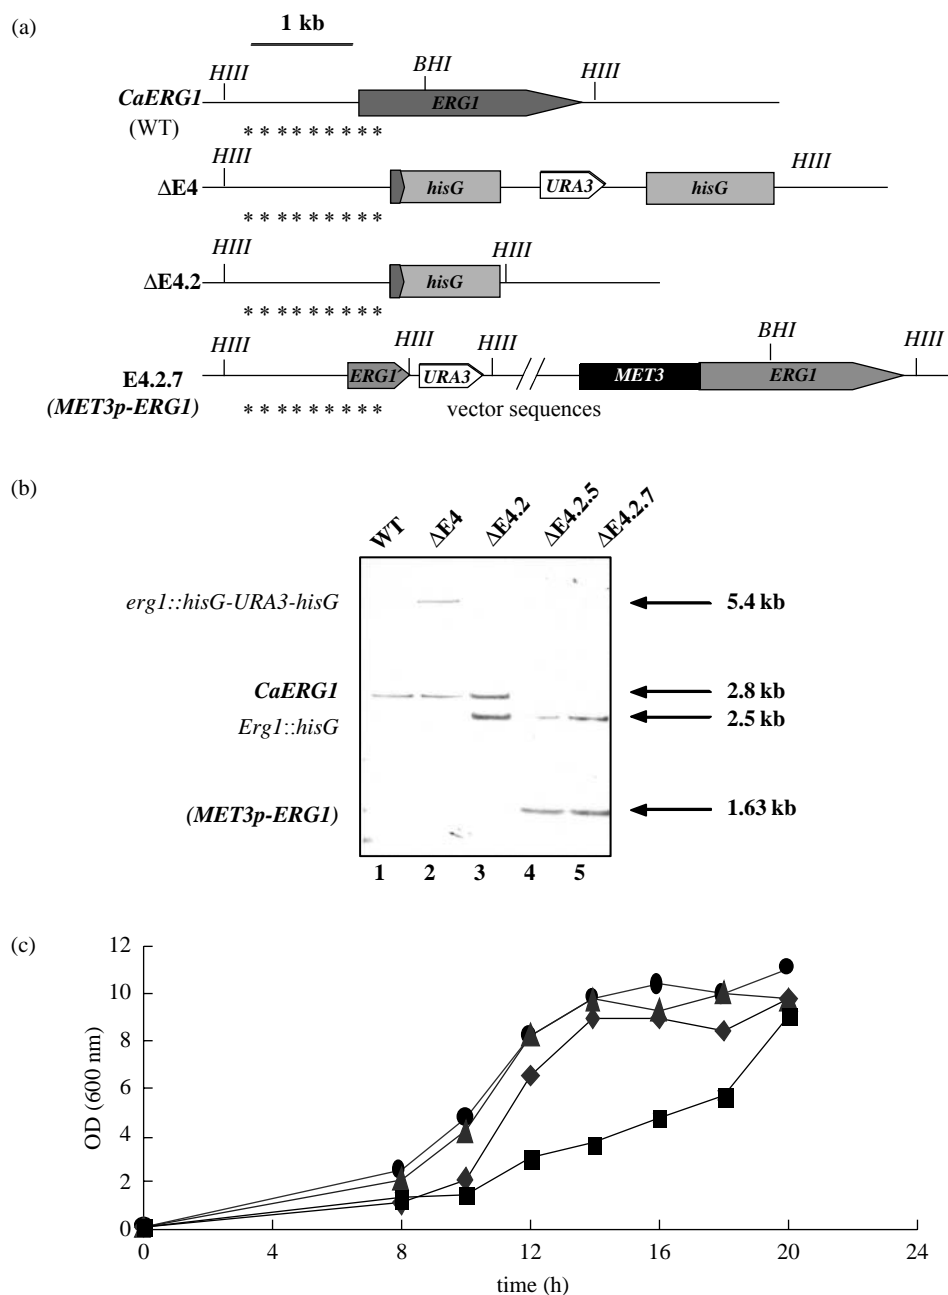 (a)
1 kb
HIII BHI HIII
CaERG1 ERG1
(WT)
* * * * * * * * *
HIII HIII
ΔE4 hisG URA3 hisG
* * * * * * * * *
HIII HIII
ΔE4.2 hisG
* * * * * * * * *
HIII HIII HIII BHI HIII
E4.2.7 ERG1' URA3 MET3 ERG1
(MET3p-ERG1) * * * * * * * * * vector sequences
(b)
WT ΔE4 ΔE4.2 ΔE4.2.5 ΔE4.2.7
erg1::hisG-URA3-hisG 5.4 kb
CaERG1 2.8 kb
Erg1::hisG 2.5 kb
(MET3p-ERG1) 1.63 kb
1 2 3 4 5
(c)
12
10
8
6
4
2
0
OD (600 nm)
0 4 8 12 16 20 24
time (h)